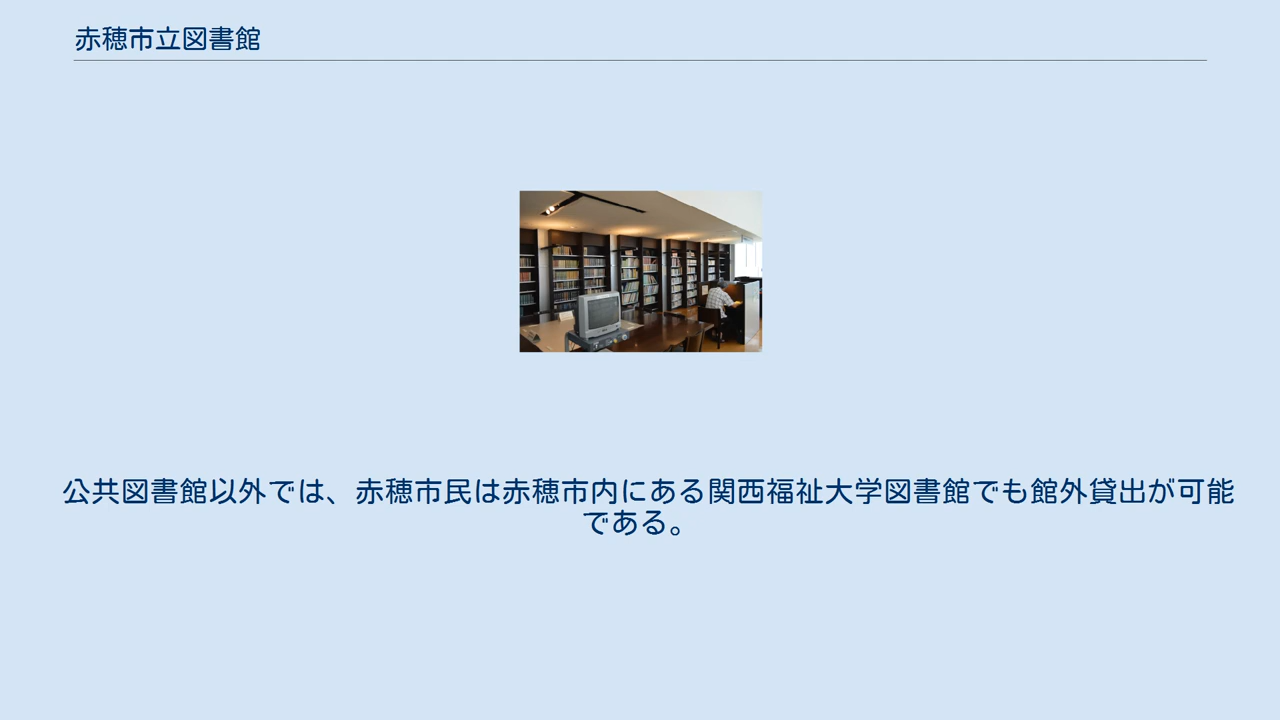 赤穂市立図書館
公共図書館以外では、赤穂市民は赤穂市内にある関西福祉大学図書館でも館外貸出が可能
である。